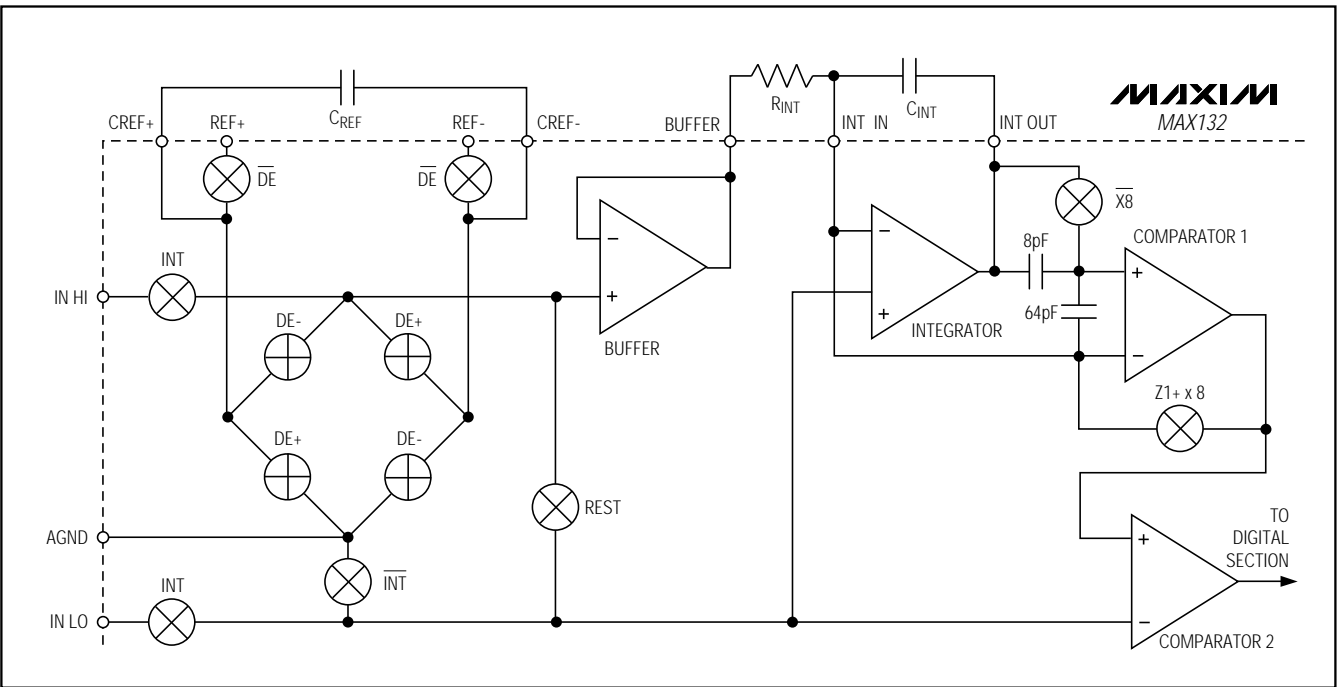 MAXIM
MAX132
CREF+
REF+
CREF
REF-
CREF-
BUFFER
RINT
CINT
INT IN
INT OUT
DE
DE
X8
INT
IN HI
DE-
DE+
DE+
DE-
BUFFER
8pF
64pF
INTEGRATOR
COMPARATOR 1
Z1+ x 8
REST
AGND
INT
INT
IN LO
TO
DIGITAL
SECTION
COMPARATOR 2
-
+
-
+
+
-
+
-